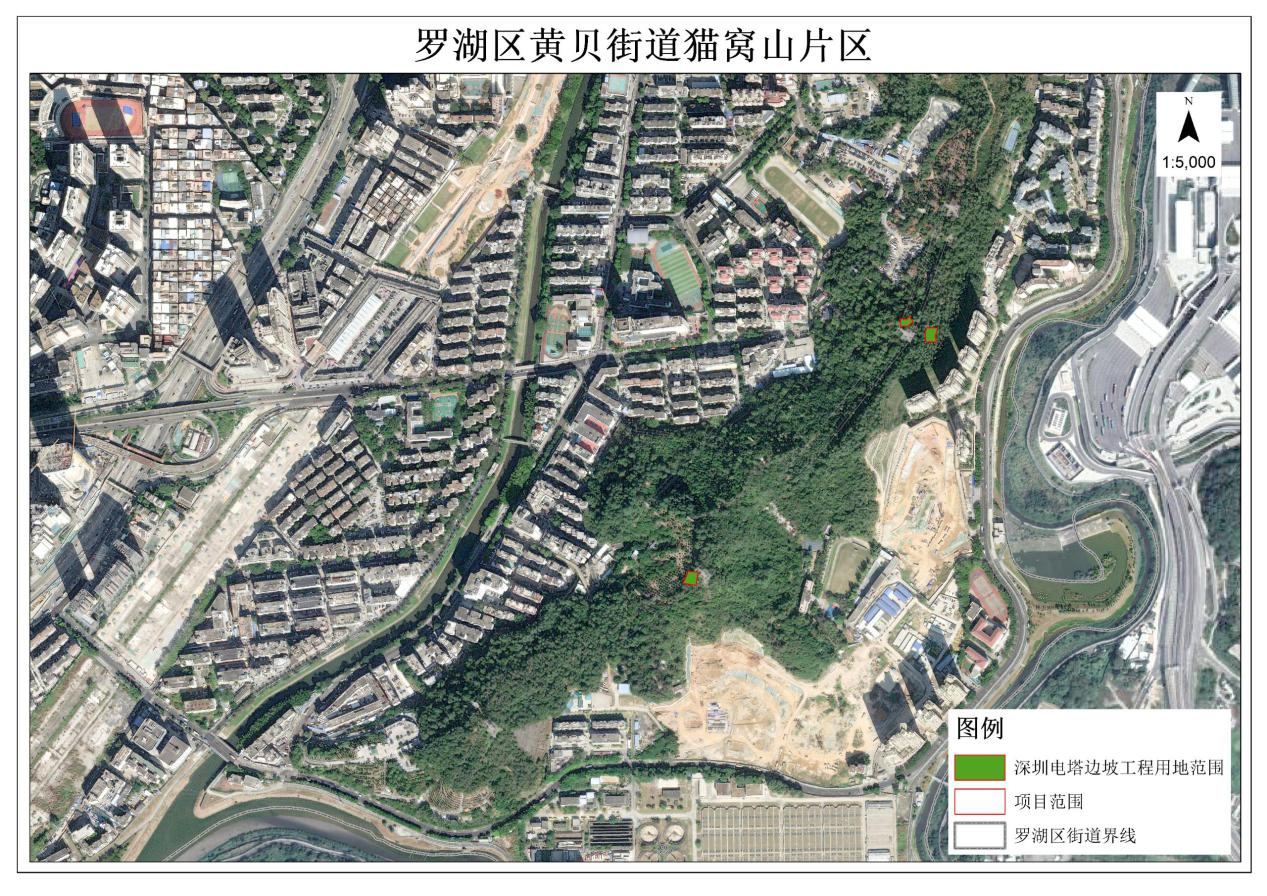 罗湖区黄贝街道猫窝山片区
N
1:5,000
图例
深圳电塔边坡工程用地范围
项目范围
罗湖区街道界线